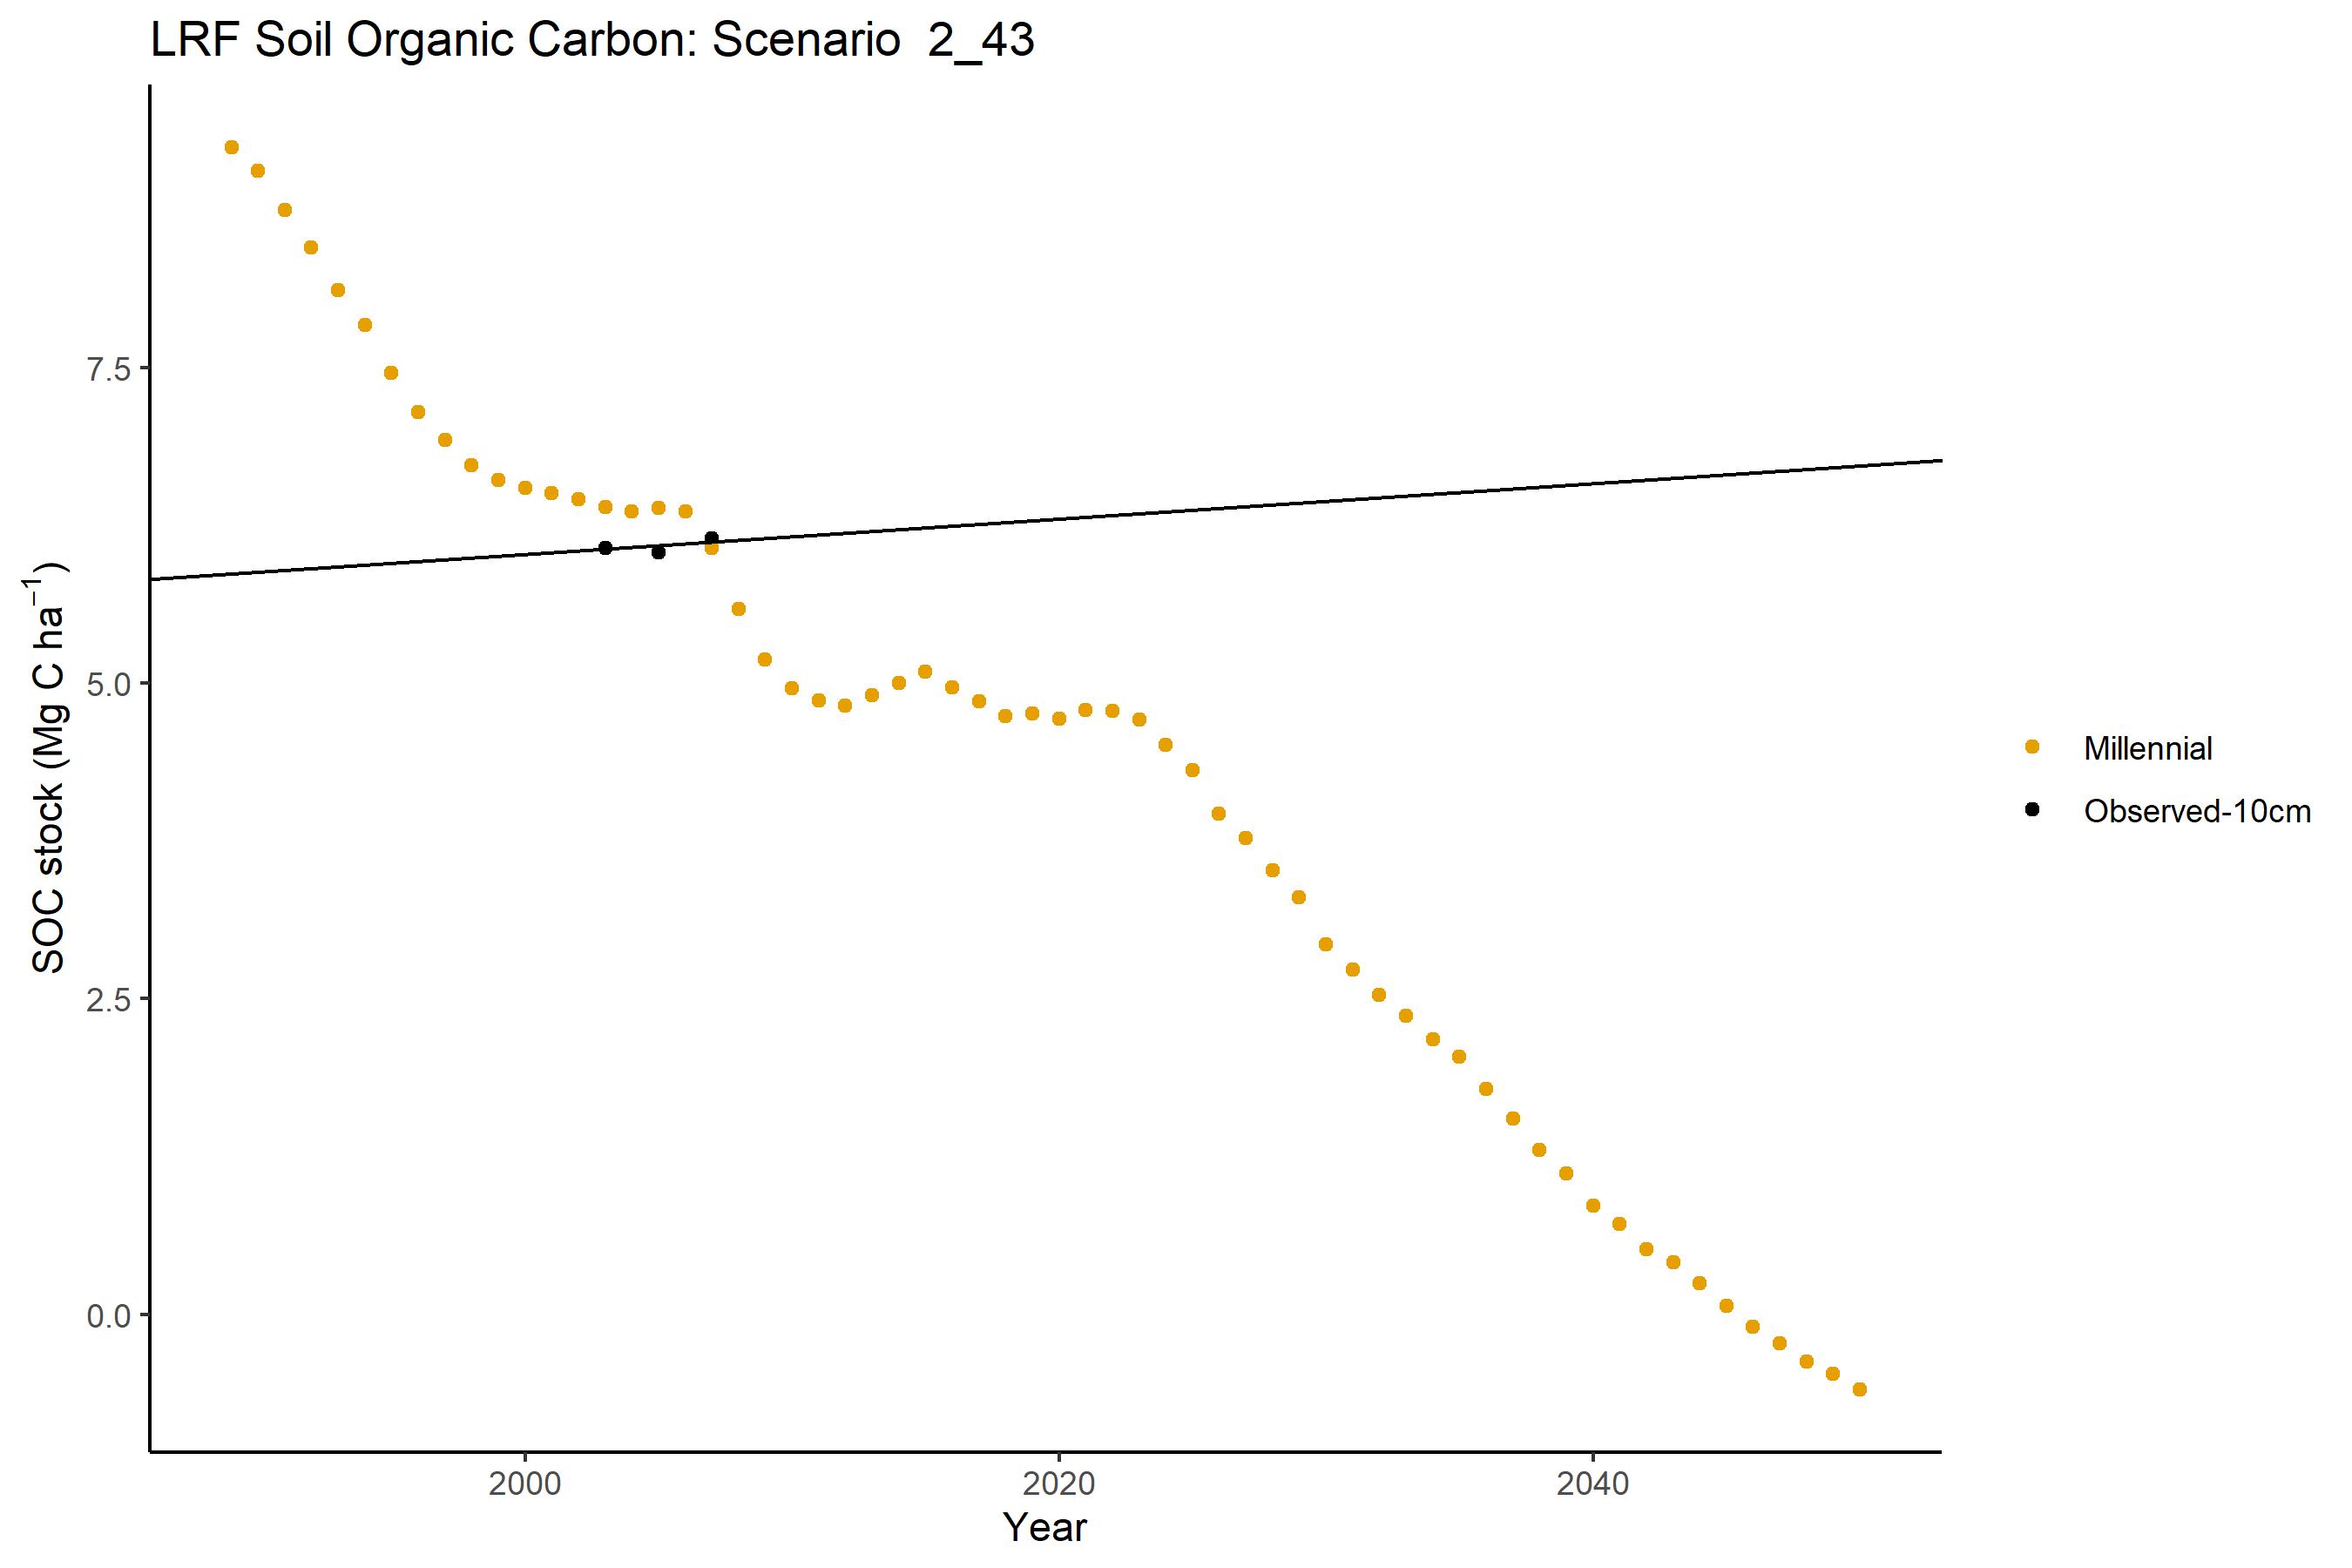 LRF Soil Organic Carbon: Scenario  2_43
SOC stock (Mg C ha⁻¹)
7.5
5.0
2.5
0.0
2000
2020
2040
Year
Millennial
Observed-10cm